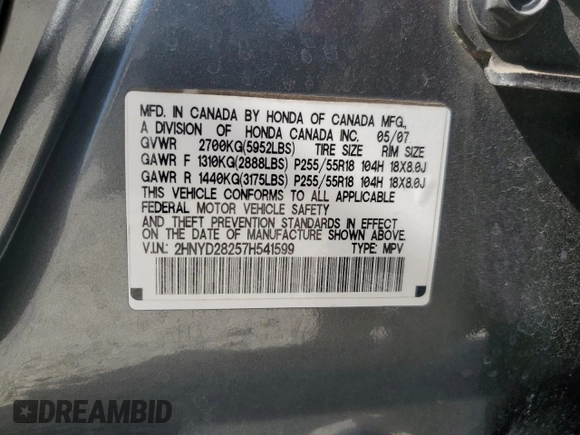 MFD. IN CANADA BY HONDA OF CANADA MFG.,
A DIVISION OF HONDA CANADA INC. 05/07
GVWR 2700KG(5952LBS) TIRE SIZE RIM SIZE
GAWR F 1310KG(2888LBS) P255/55R18 104H 18X8.0J
GAWR R 1440KG(3175LBS) P255/55R18 104H 18X8.0J
THIS VEHICLE CONFORMS TO ALL APPLICABLE
FEDERAL MOTOR VEHICLE SAFETY
AND THEFT PREVENTION STANDARDS IN EFFECT
ON THE DATE OF MANUFACTURE SHOWN ABOVE.
V.I.N.: 2HNYD28257H541599 TYPE: MPV
DREAMBID